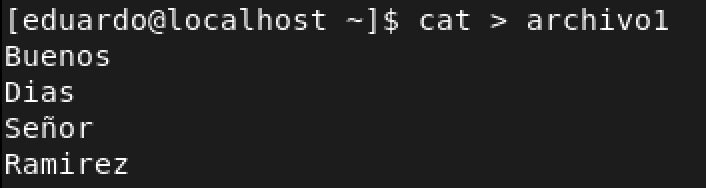 [eduardo@localhost ~]$ cat > archivo1
Buenos
Dias
Señor
Ramirez